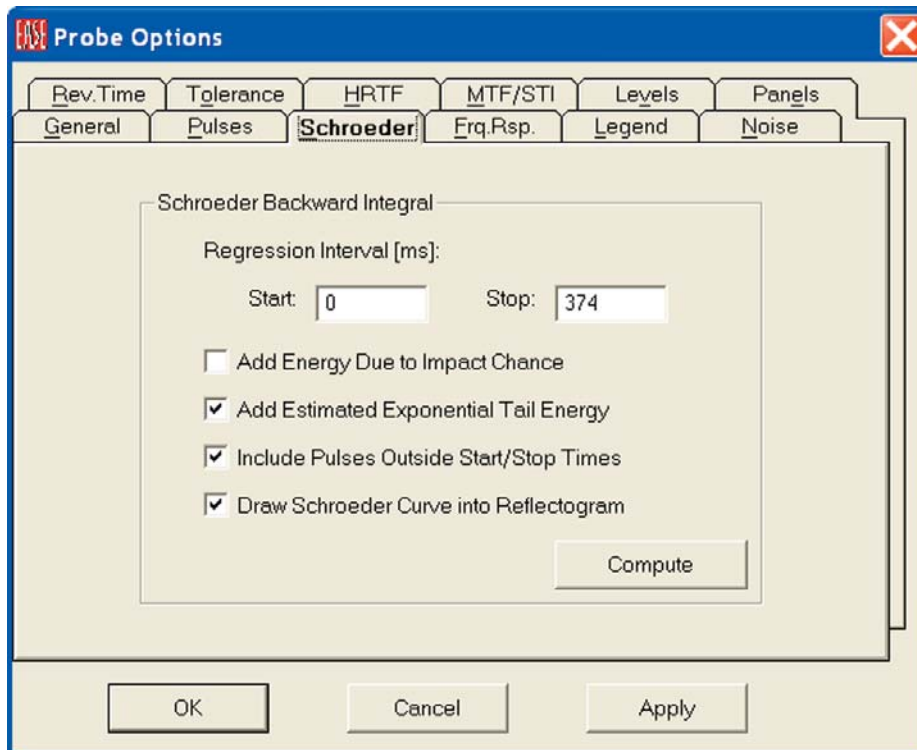 EASE Probe Options
Rev.Time Tolerance HRTF MTF/STI Levels Panels
General Pulses Schroeder Frq.Rsp. Legend Noise
Schroeder Backward Integral
Regression Interval [ms]:
Start: 0 Stop: 374
Add Energy Due to Impact Chance
Add Estimated Exponential Tail Energy
Include Pulses Outside Start/Stop Times
Draw Schroeder Curve into Reflectogram
Compute
OK Cancel Apply